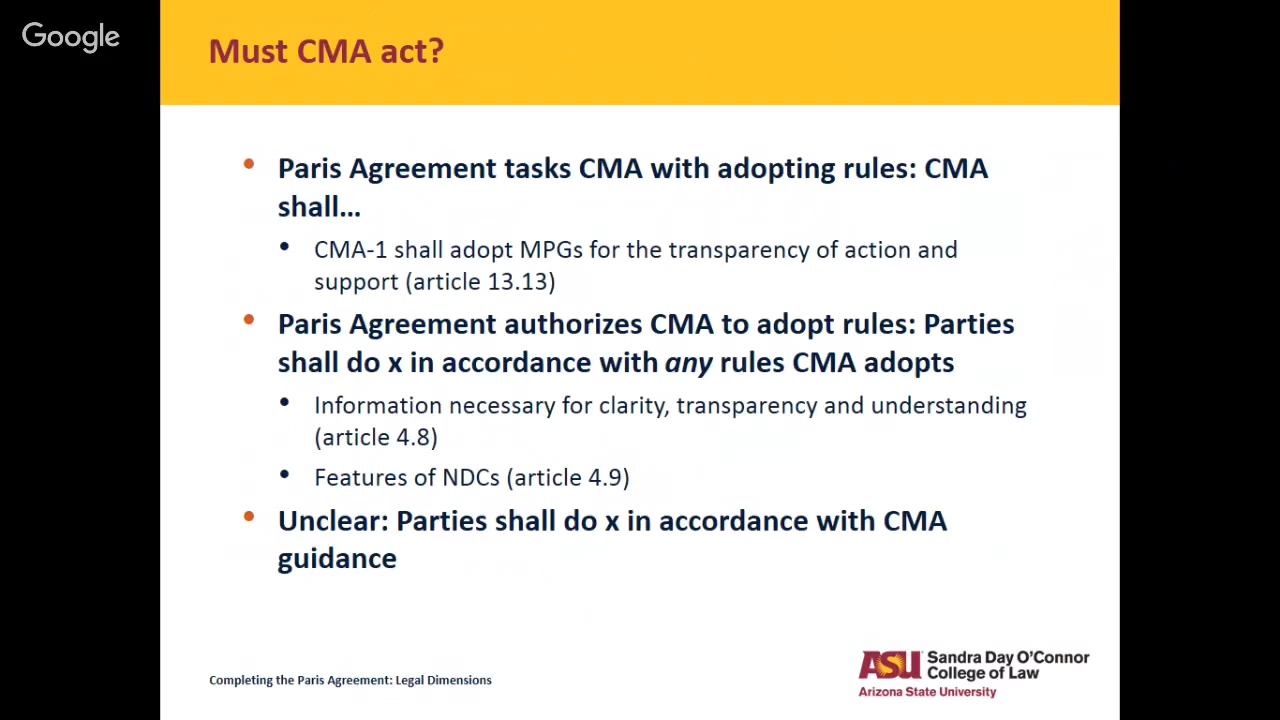 Google
Must CMA act?
• Paris Agreement tasks CMA with adopting rules: CMA
shall…
• CMA-1 shall adopt MPGs for the transparency of action and
support (article 13.13)
• Paris Agreement authorizes CMA to adopt rules: Parties
shall do x in accordance with any rules CMA adopts
• Information necessary for clarity, transparency and understanding
(article 4.8)
• Features of NDCs (article 4.9)
• Unclear: Parties shall do x in accordance with CMA
guidance
Completing the Paris Agreement: Legal Dimensions
ASU Sandra Day O'Connor
College of Law
Arizona State University